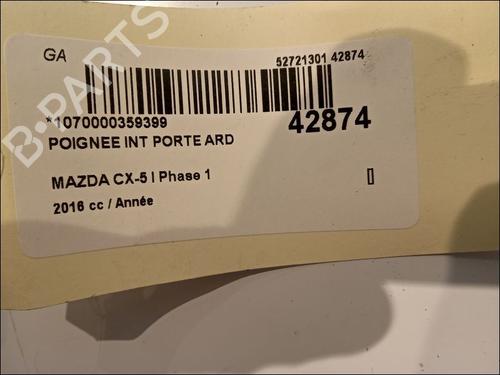 GA
52721301 42874
*1070000359399
42874
POIGNEE INT PORTE ARD
MAZDA CX-5 I Phase 1
2016 cc / Année
B-PARTS